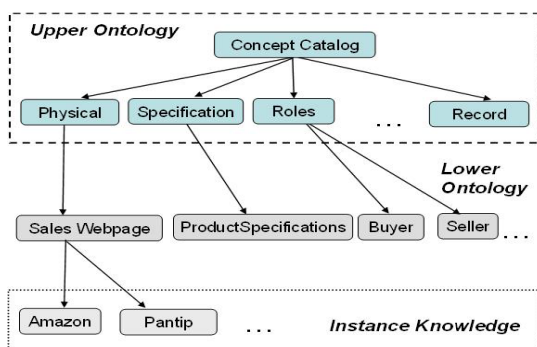 Upper Ontology
Concept Catalog
Physical
Specification
Roles
...
Record
Lower
Ontology
Sales Webpage
ProductSpecifications
Buyer
Seller
...
Amazon
Pantip
...
Instance Knowledge